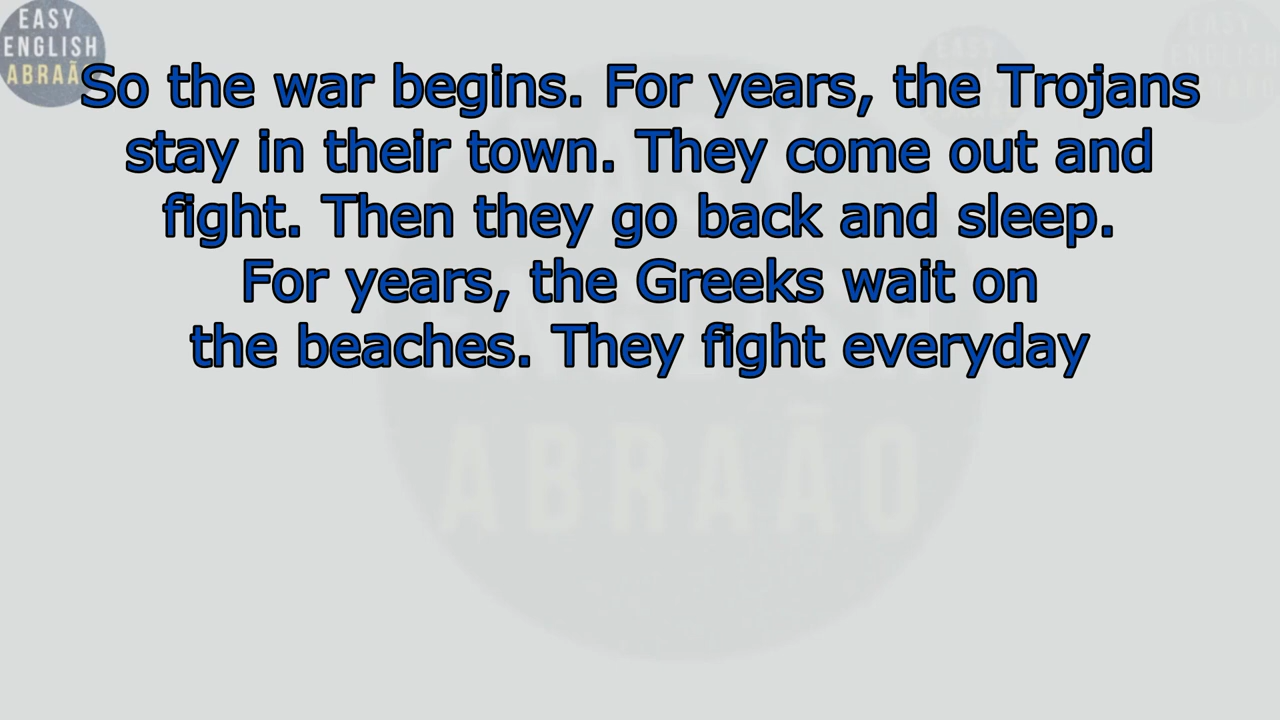 EASY
ENGLISH
ABRAÃ
So the war begins. For years, the Trojans
stay in their town. They come out and
fight. Then they go back and sleep.
For years, the Greeks wait on
the beaches. They fight everyday
ABRAÃO